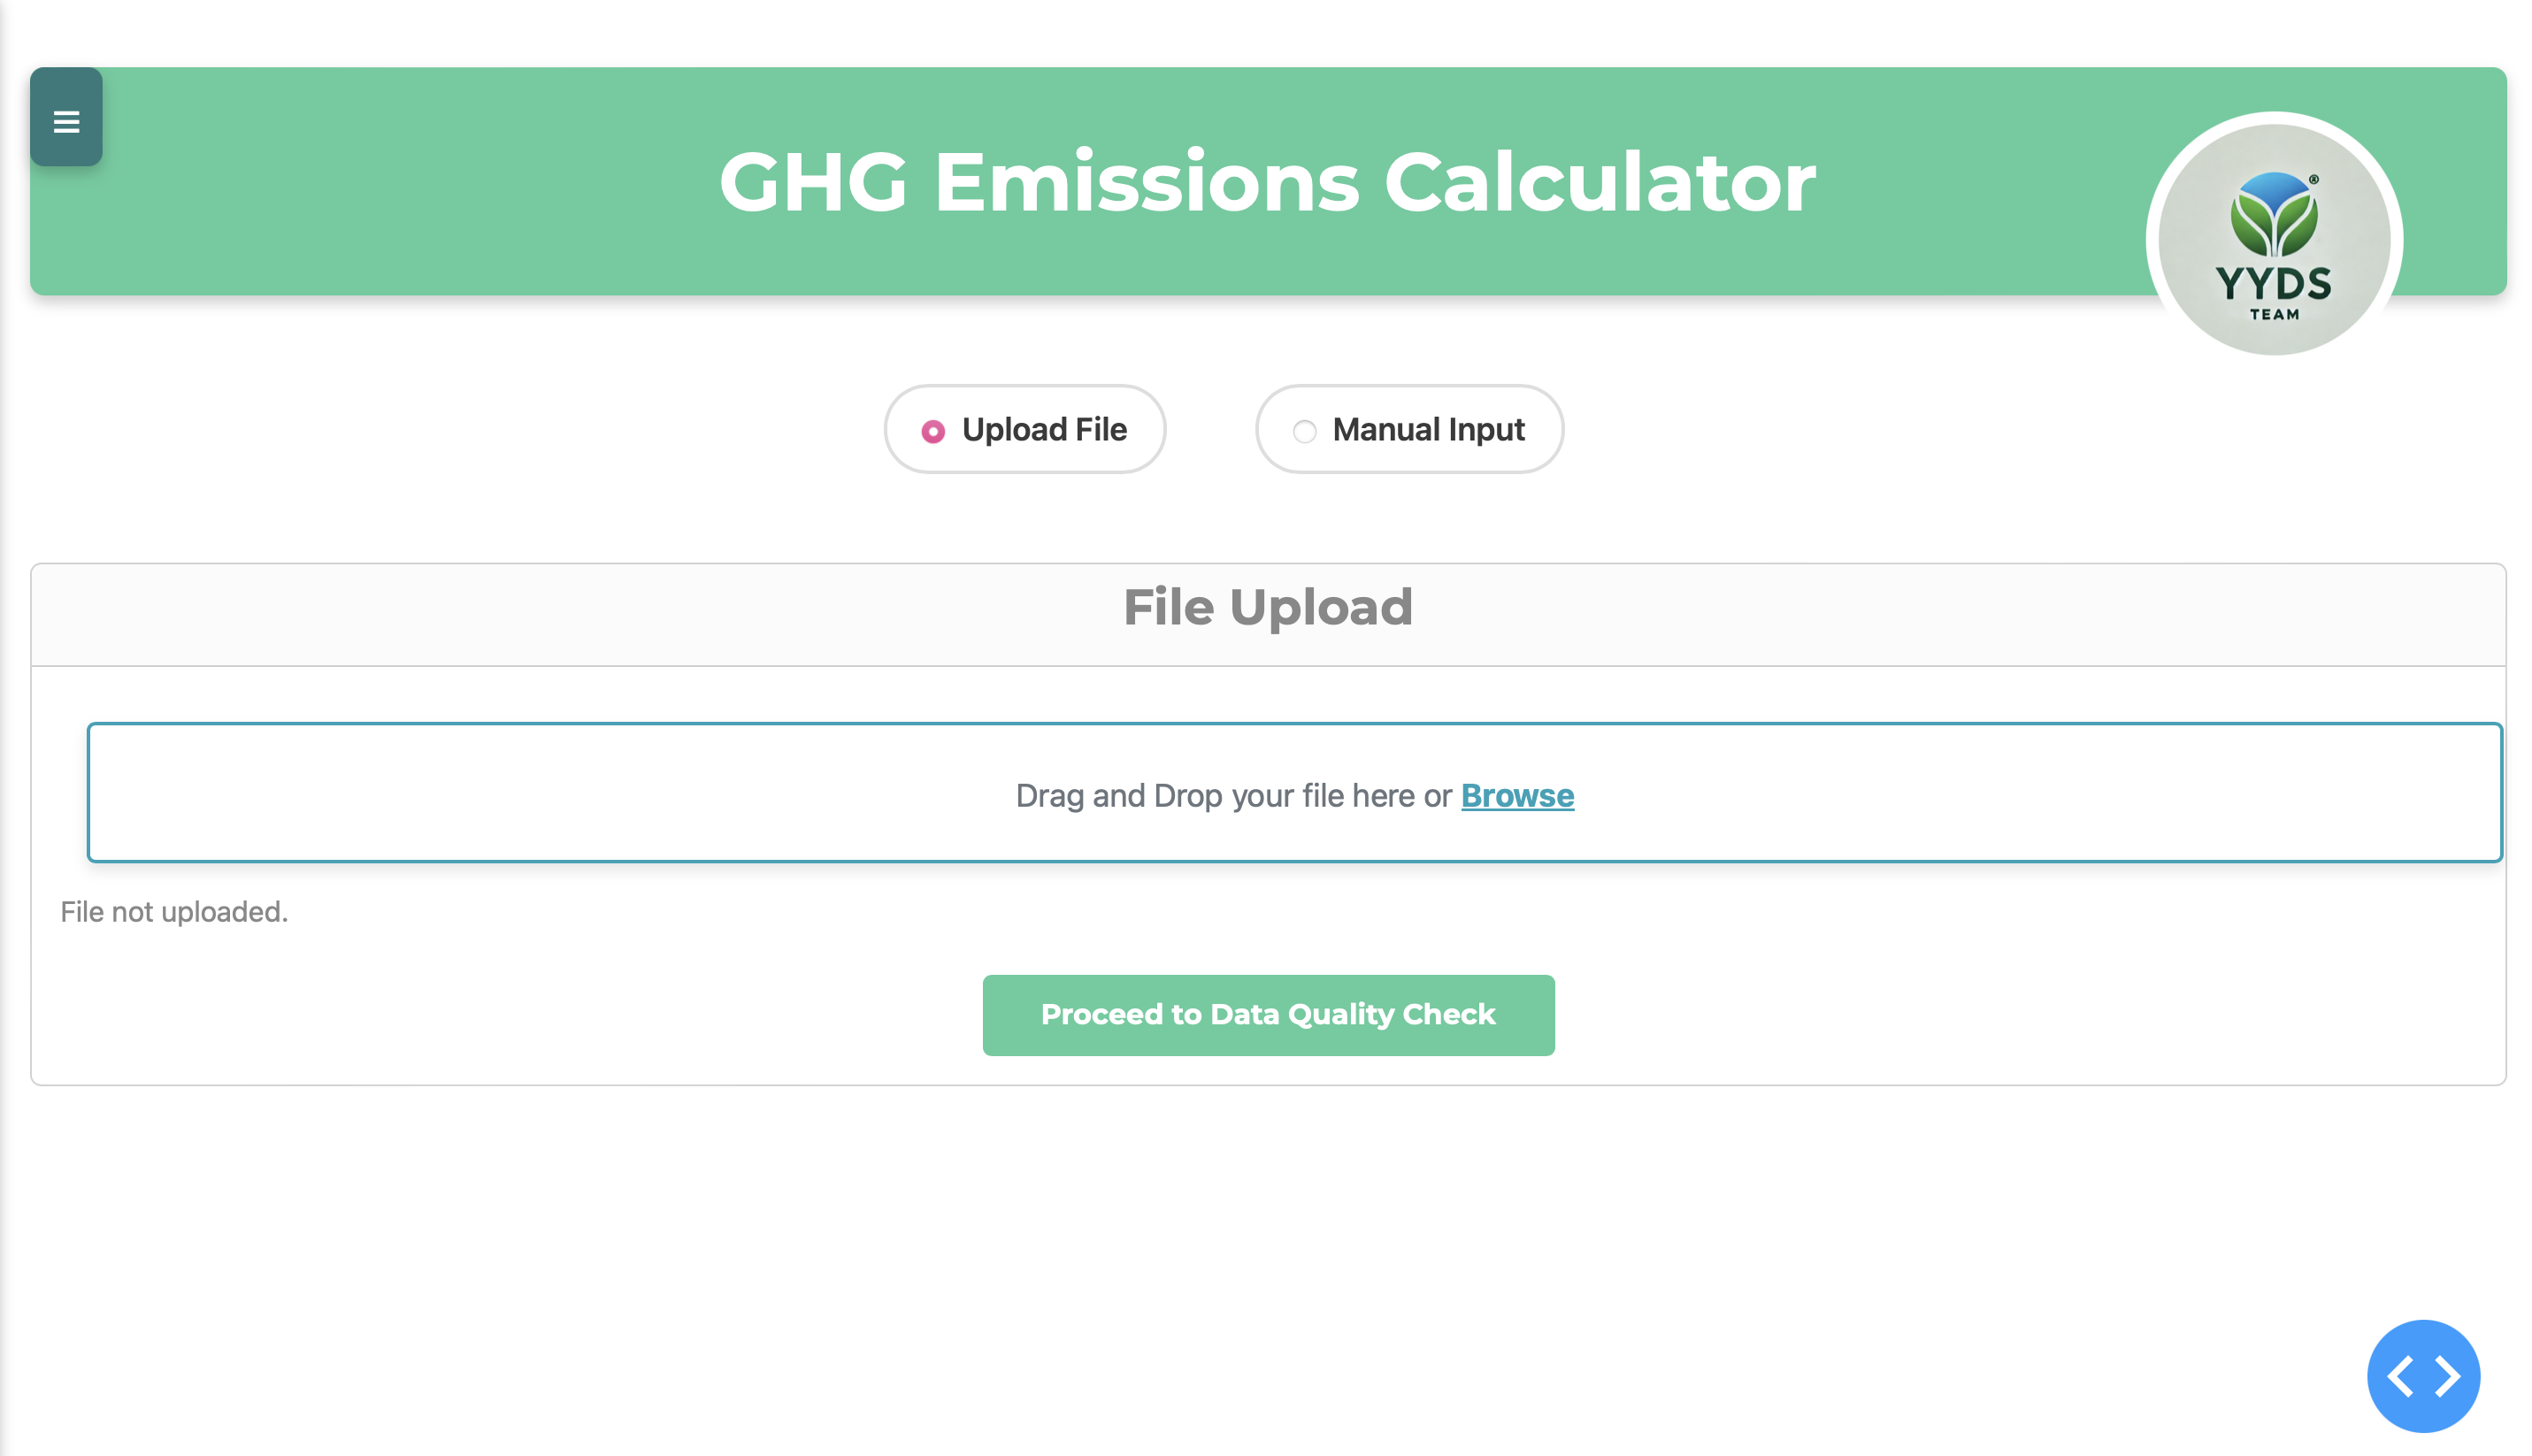 GHG Emissions Calculator
YYDS
TEAM
Upload File
Manual Input
File Upload
Drag and Drop your file here or Browse
File not uploaded.
Proceed to Data Quality Check